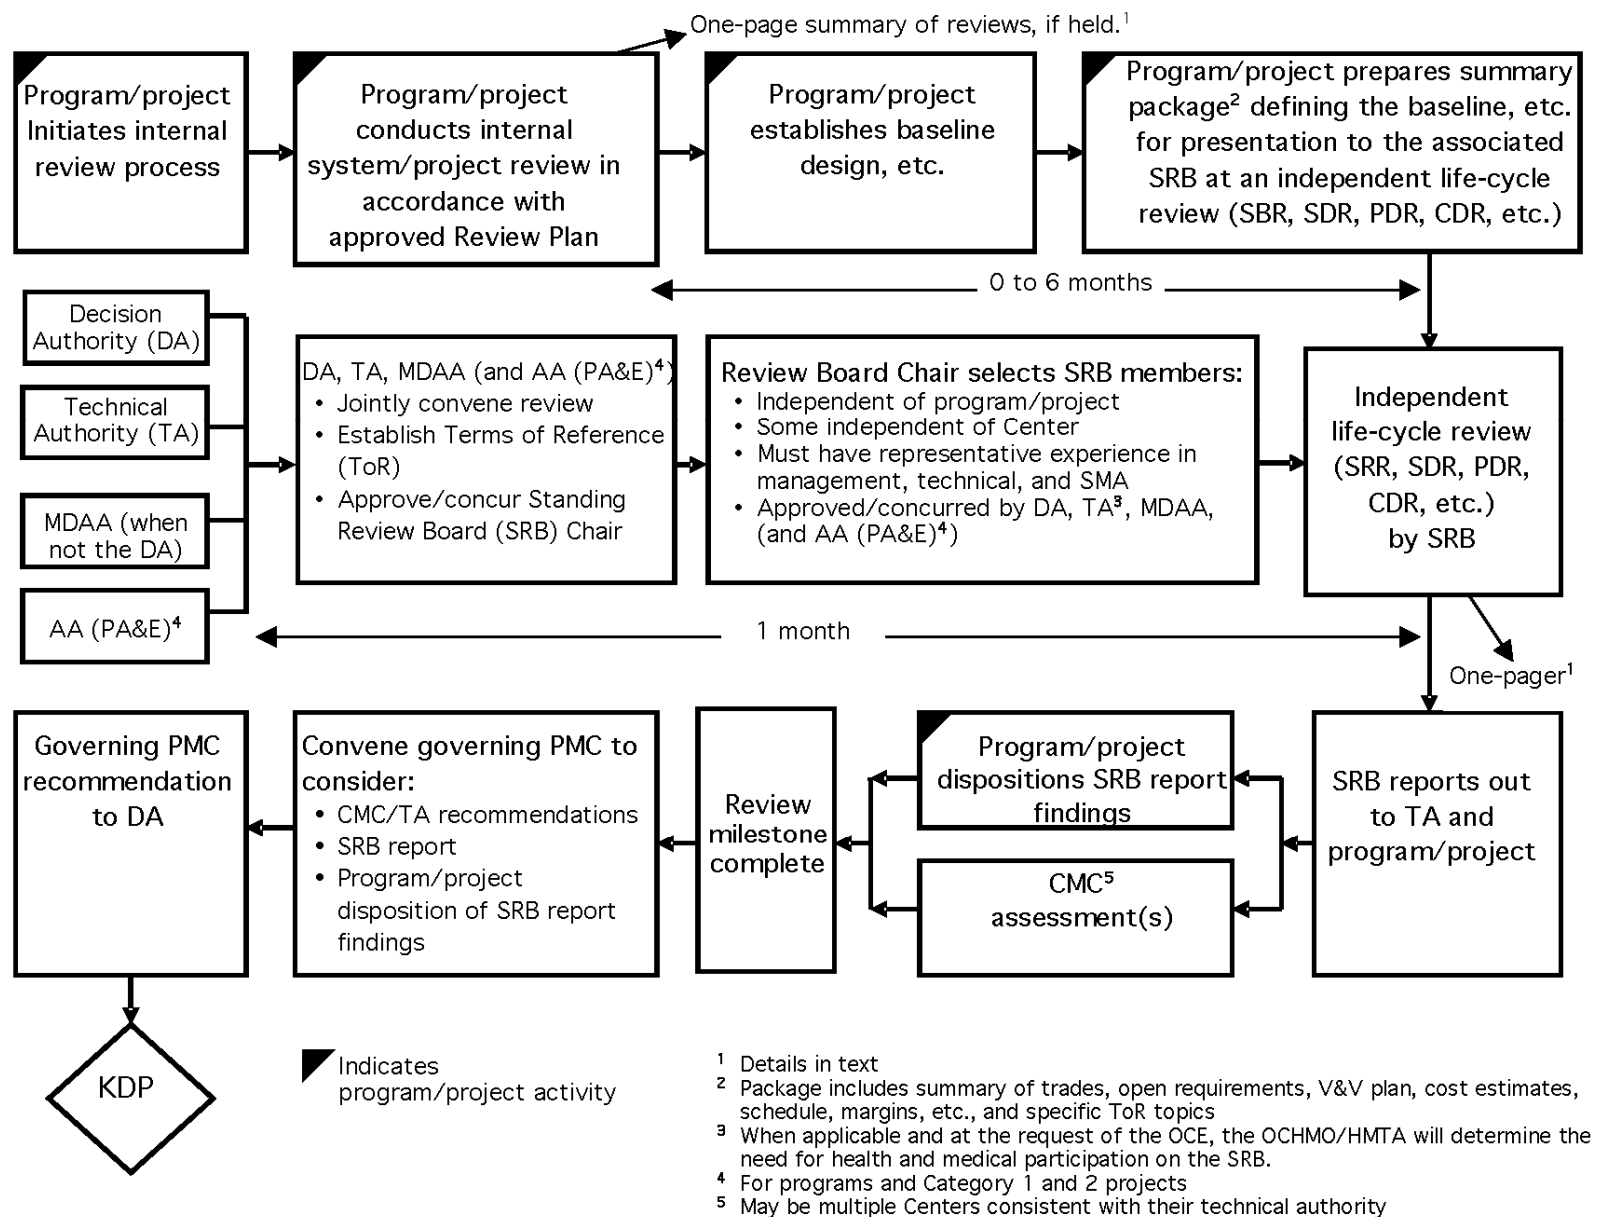 One-page summary of reviews, if held.¹
Program/project
Initiates internal
review process
Program/project
conducts internal
system/project review in
accordance with
approved Review Plan
Program/project
establishes baseline
design, etc.
Program/project prepares summary
package² defining the baseline, etc.
for presentation to the associated
SRB at an independent life-cycle
review (SBR, SDR, PDR, CDR, etc.)
0 to 6 months
Decision
Authority (DA)
Technical
Authority (TA)
MDAA (when
not the DA)
AA (PA&E)⁴
DA, TA, MDAA (and AA (PA&E)⁴)
• Jointly convene review
• Establish Terms of Reference
(ToR)
• Approve/concur Standing
Review Board (SRB) Chair
Review Board Chair selects SRB members:
• Independent of program/project
• Some independent of Center
• Must have representative experience in
management, technical, and SMA
• Approved/concurred by DA, TA³, MDAA,
(and AA (PA&E)⁴)
Independent
life-cycle review
(SRR, SDR, PDR,
CDR, etc.)
by SRB
1 month
One-pager¹
Governing PMC
recommendation
to DA
Convene governing PMC to
consider:
• CMC/TA recommendations
• SRB report
• Program/project
disposition of SRB report
findings
Review
milestone
complete
Program/project
dispositions SRB report
findings
CMC⁵
assessment(s)
SRB reports out
to TA and
program/project
KDP
Indicates
program/project activity
¹ Details in text
² Package includes summary of trades, open requirements, V&V plan, cost estimates,
schedule, margins, etc., and specific ToR topics
³ When applicable and at the request of the OCE, the OCHMO/HMTA will determine the
need for health and medical participation on the SRB.
⁴ For programs and Category 1 and 2 projects
⁵ May be multiple Centers consistent with their technical authority